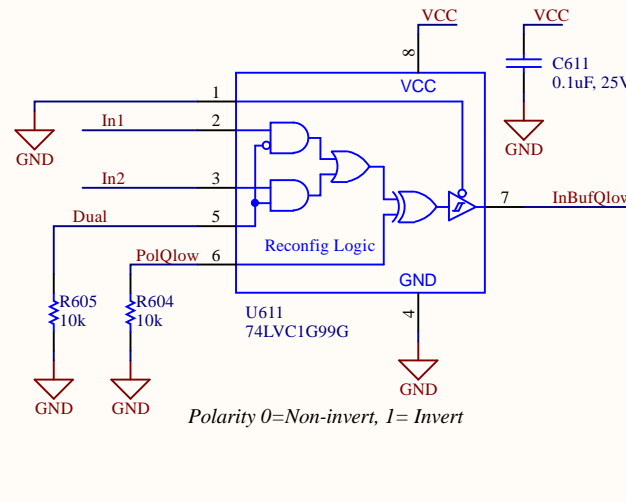 VCC
VCC
8
C611
0.1uF, 25V
VCC
1
GND
GND
In1
2
In2
3
7
InBufQlow
Dual
5
PolQlow
6
Reconfig Logic
GND
R605
10k
R604
10k
U611
74LVC1G99G
4
GND
GND
GND
Polarity 0=Non-invert, 1= Invert